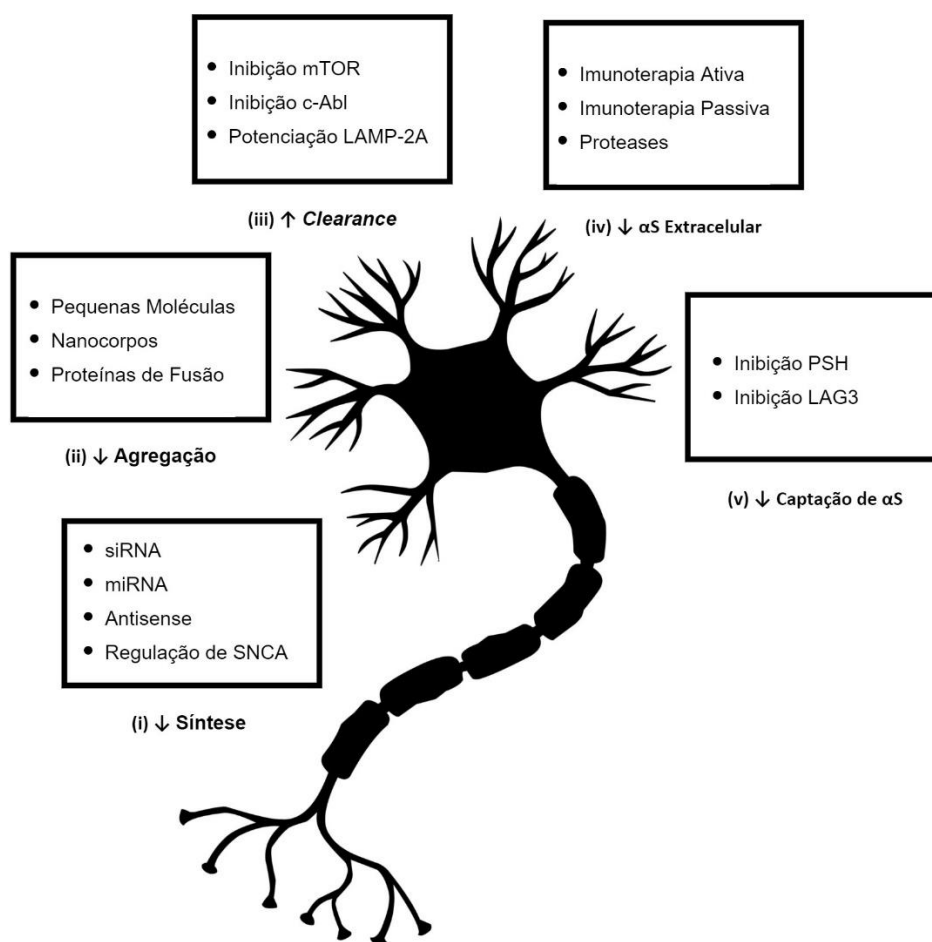 • Inibição mTOR
• Inibição c-Abl
• Potenciação LAMP-2A
(iii) ↑ Clearance
• Imunoterapia Ativa
• Imunoterapia Passiva
• Proteases
(iv) ↓ αS Extracelular
• Pequenas Moléculas
• Nanocorpos
• Proteínas de Fusão
(ii) ↓ Agregação
• Inibição PSH
• Inibição LAG3
(v) ↓ Captação de αS
• siRNA
• miRNA
• Antisense
• Regulação de SNCA
(i) ↓ Síntese